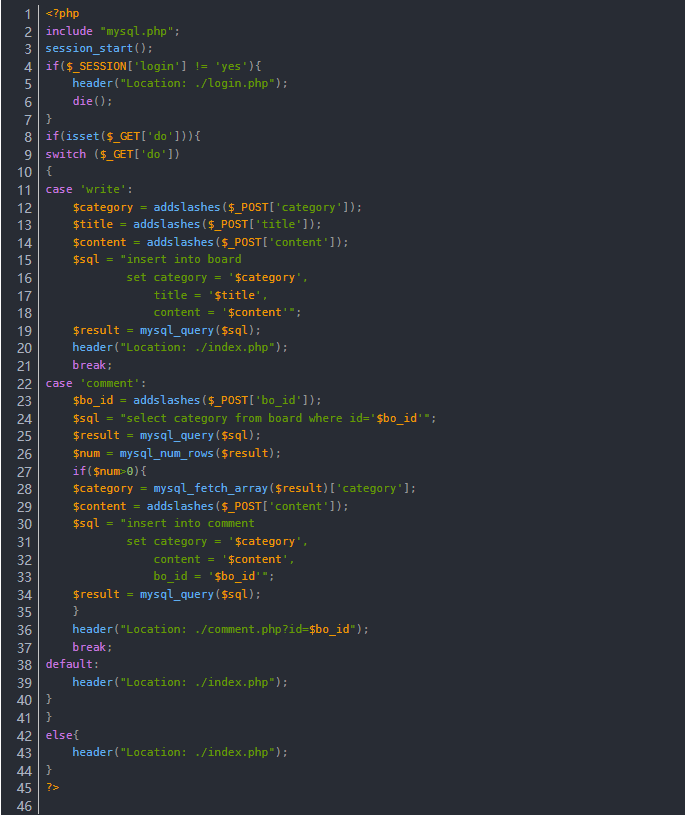 1 <?php
2 include "mysql.php";
3 session_start();
4 if($_SESSION['login'] != 'yes'){
5     header("Location: ./login.php");
6     die();
7 }
8 if(isset($_GET['do'])){
9 switch ($_GET['do'])
10 {
11 case 'write':
12     $category = addslashes($_POST['category']);
13     $title = addslashes($_POST['title']);
14     $content = addslashes($_POST['content']);
15     $sql = "insert into board
16             set category = '$category',
17                 title = '$title',
18                 content = '$content'";
19     $result = mysql_query($sql);
20     header("Location: ./index.php");
21     break;
22 case 'comment':
23     $bo_id = addslashes($_POST['bo_id']);
24     $sql = "select category from board where id='$bo_id'";
25     $result = mysql_query($sql);
26     $num = mysql_num_rows($result);
27     if($num>0){
28     $category = mysql_fetch_array($result)['category'];
29     $content = addslashes($_POST['content']);
30     $sql = "insert into comment
31             set category = '$category',
32                 content = '$content',
33                 bo_id = '$bo_id'";
34     $result = mysql_query($sql);
35     }
36     header("Location: ./comment.php?id=$bo_id");
37     break;
38 default:
39     header("Location: ./index.php");
40 }
41 }
42 else{
43     header("Location: ./index.php");
44 }
45 ?>
46